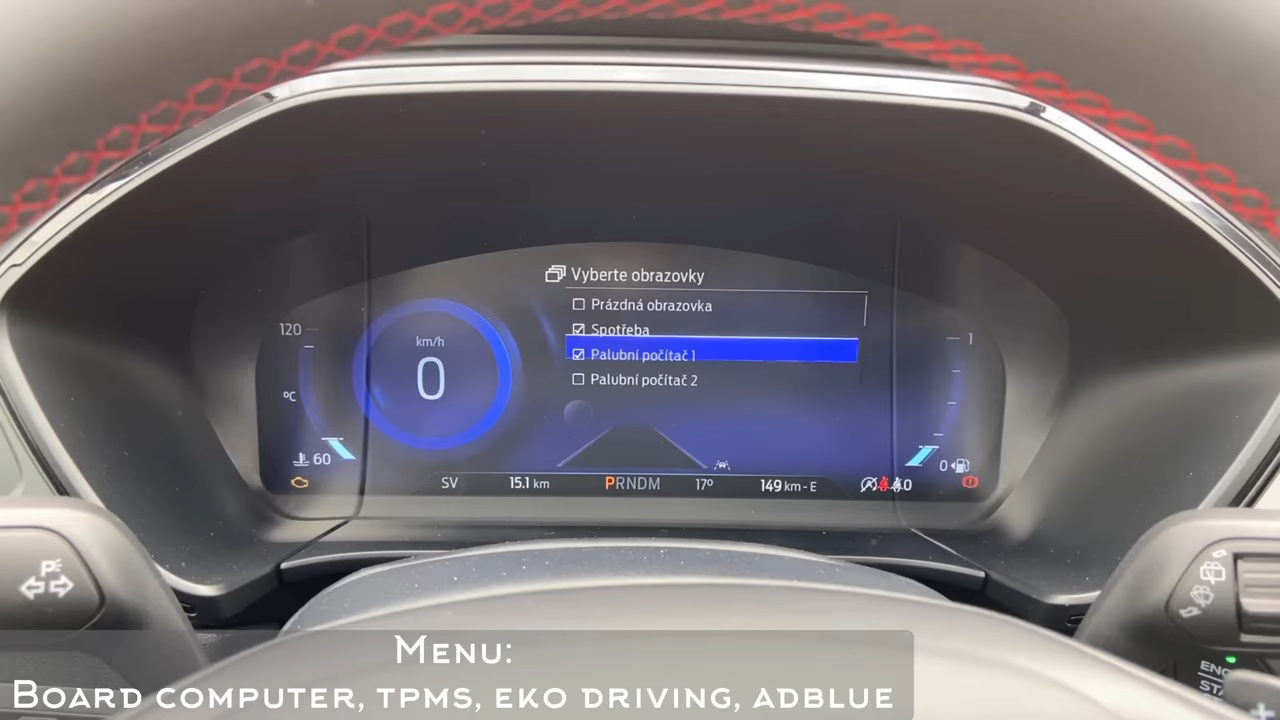 Vyberte obrazovky
Prázdná obrazovka
Spotřeba
Palubní počítač 1
Palubní počítač 2
120
km/h
0
°C
60
1
0
SV
15.1 km
PRNDM
17°
149 km - E
P
Menu:
Board computer, tpms, eko driving, adblue